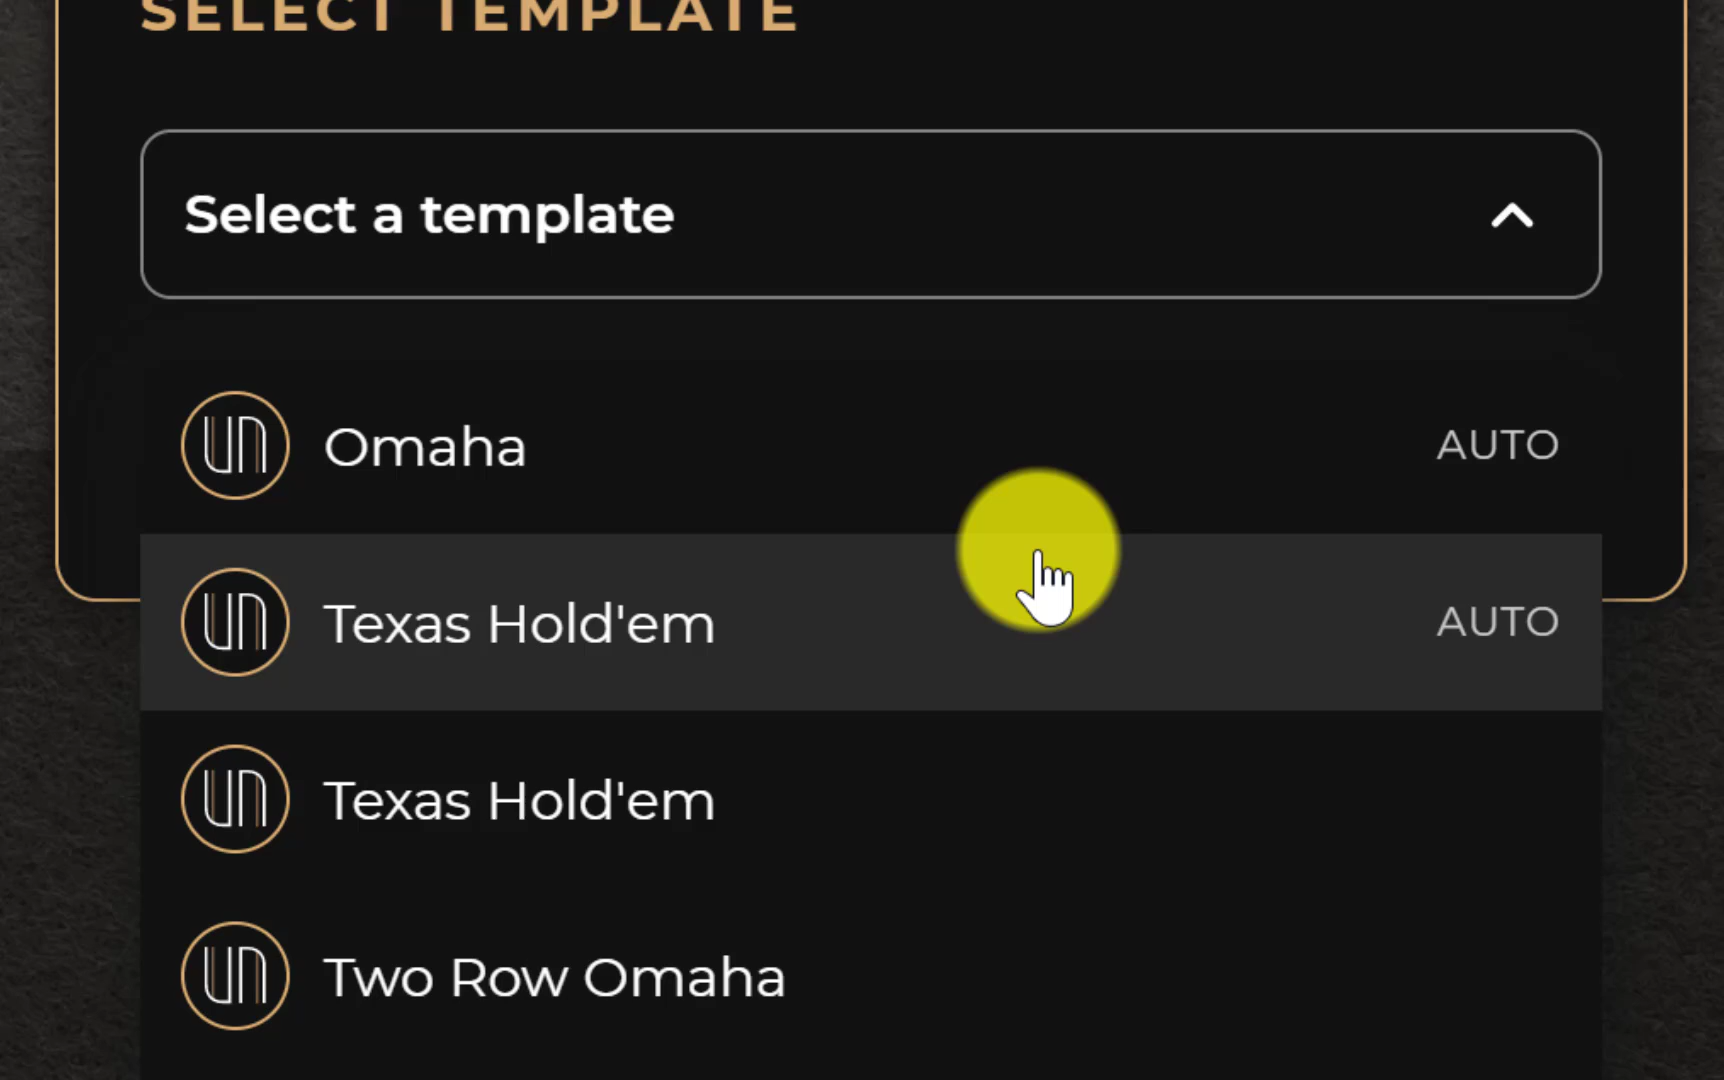 SELECT TEMPLATE
Select a template
Omaha AUTO
Texas Hold'em AUTO
Texas Hold'em
Two Row Omaha